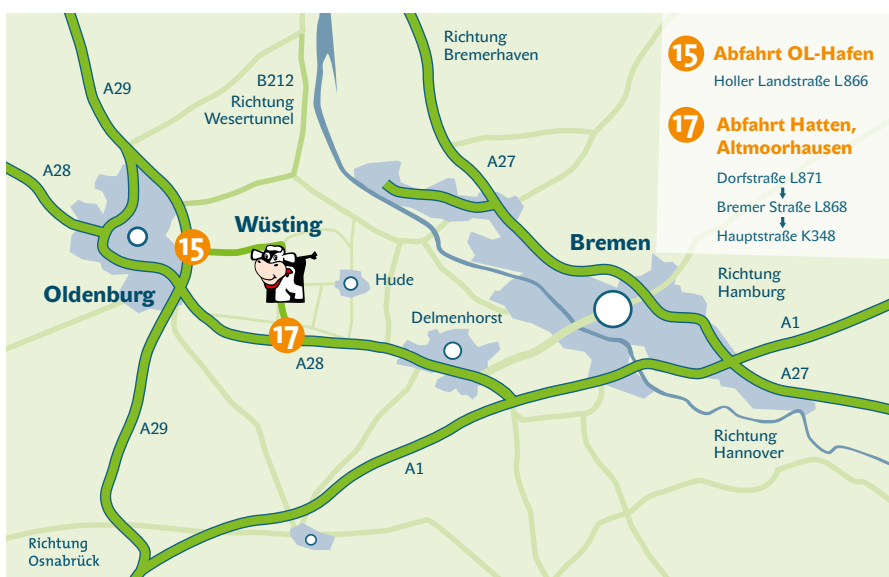 Richtung
Bremerhaven
15 Abfahrt OL-Hafen
Holler Landstraße L866
17 Abfahrt Hatten,
Altmoorhausen
Dorfstraße L871
Bremer Straße L868
Hauptstraße K348
A29
B212
Richtung
Wesertunnel
A28
A27
Wüsting
15
Bremen
Oldenburg
Hude
Richtung
Hamburg
Delmenhorst
A1
17
A28
A27
A29
A1
Richtung
Hannover
Richtung
Osnabrück